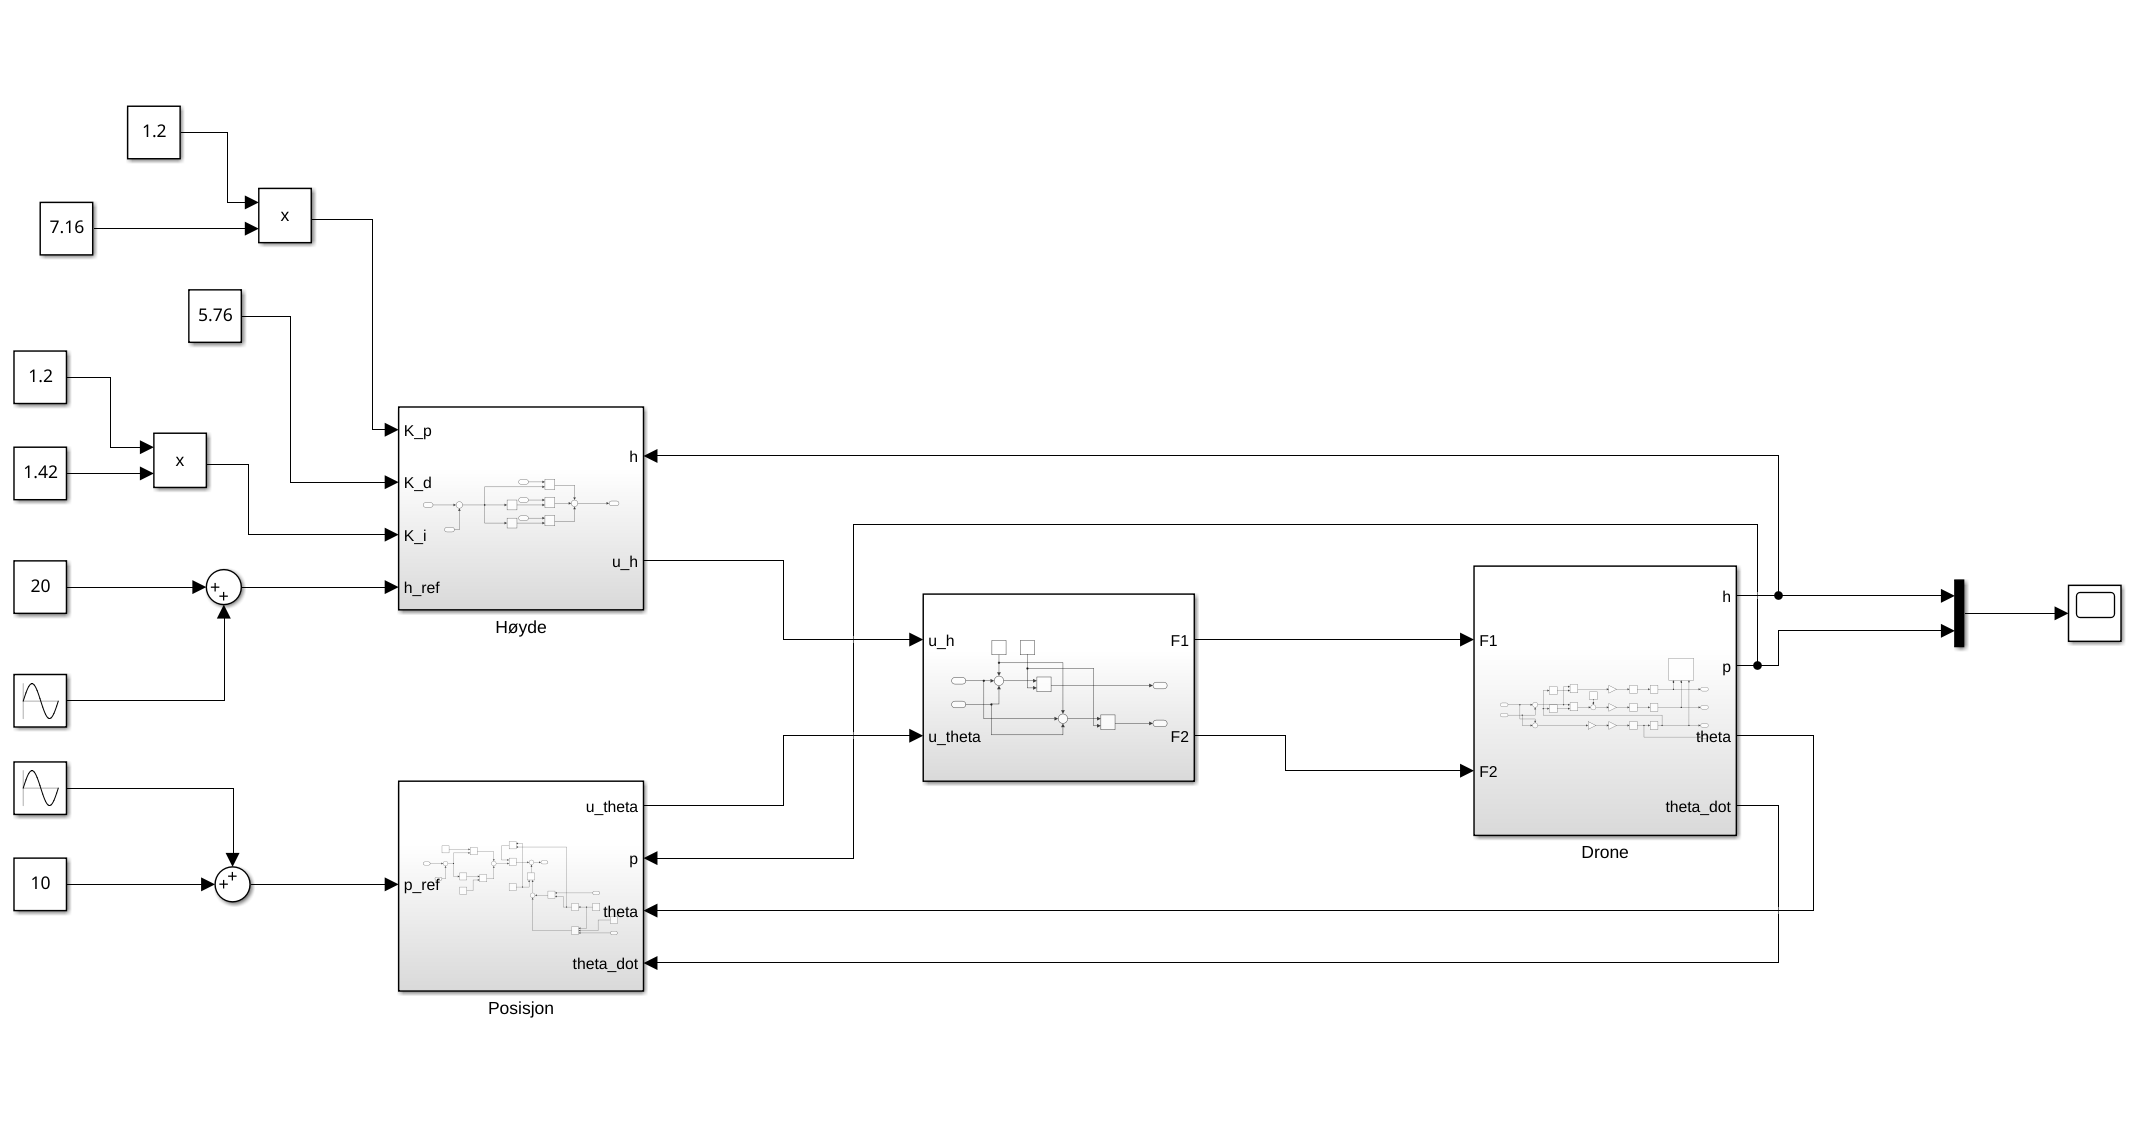 1.2
x
7.16
5.76
1.2
x
1.42
20
+
+
10
+
+
K_p
K_d
K_i
h_ref
h
u_h
Høyde
u_theta
p
p_ref
theta
theta_dot
Posisjon
u_h
u_theta
F1
F2
F1
F2
h
p
theta
theta_dot
Drone